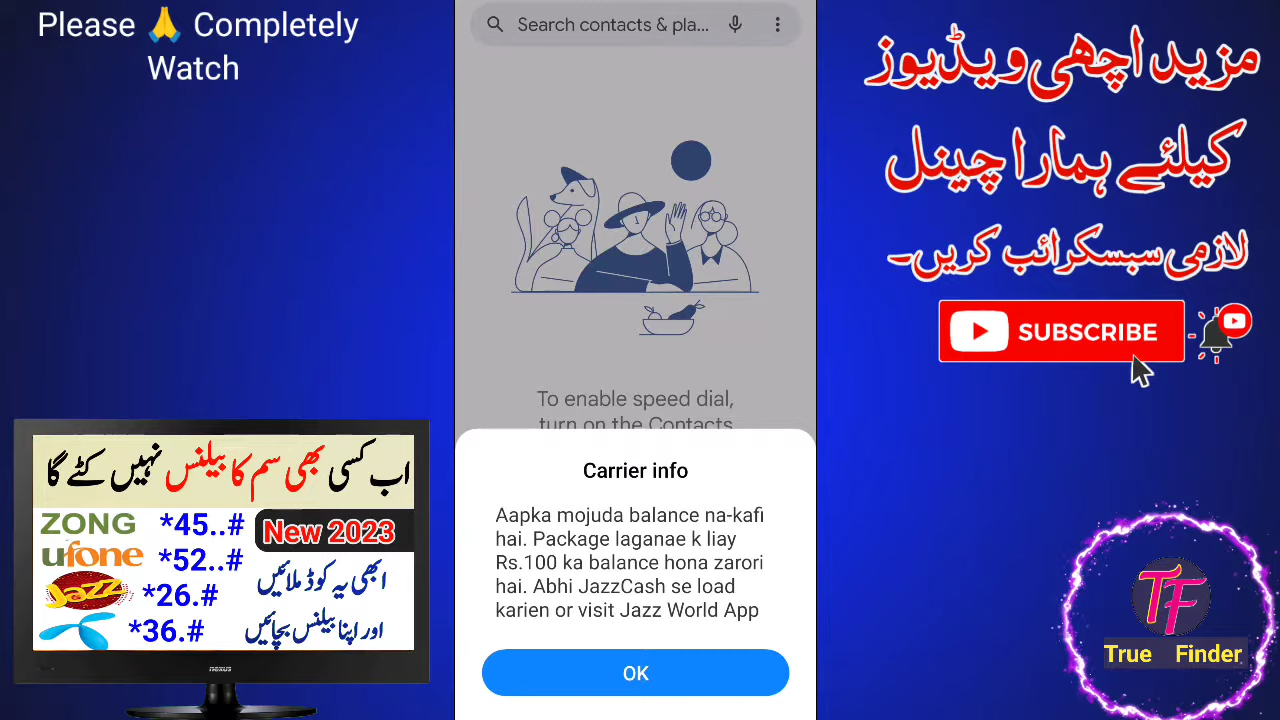 Please 🙏 Completely
Watch
Search contacts & pla...
To enable speed dial,
turn on the Contacts
Carrier info
Aapka mojuda balance na-kafi
hai. Package laganae k liay
Rs.100 ka balance hona zarori
hai. Abhi JazzCash se load
karien or visit Jazz World App
OK
اب کسی بھی سم کا بیلنس نہیں کٹے گا
ZONG *45..#
New 2023
ufone *52..#
Jazz *26.#
*36.#
ابھی یہ کوڈ ملائیں
اور اپنا بیلنس بچائیں
مزید اچھی ویڈیوز
کیلئے ہمارا چینل
لازمی سبسکرائب کریں۔
SUBSCRIBE
TF
True Finder